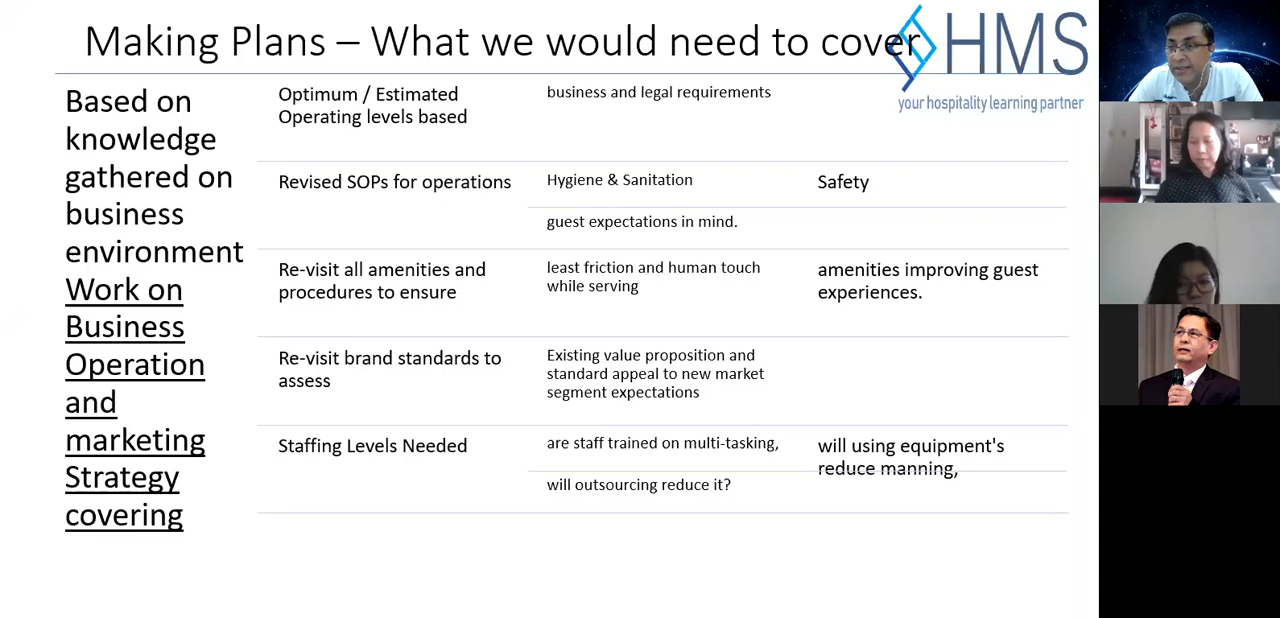 Making Plans – What we would need to cover
HMS
your hospitality learning partner
Based on
knowledge
gathered on
business
environment
Work on
Business
Operation
and
marketing
Strategy
covering
Optimum / Estimated
Operating levels based
business and legal requirements
Revised SOPs for operations
Hygiene & Sanitation
Safety
guest expectations in mind.
Re-visit all amenities and
procedures to ensure
least friction and human touch
while serving
amenities improving guest
experiences.
Re-visit brand standards to
assess
Existing value proposition and
standard appeal to new market
segment expectations
Staffing Levels Needed
are staff trained on multi-tasking,
will using equipment's
reduce manning,
will outsourcing reduce it?